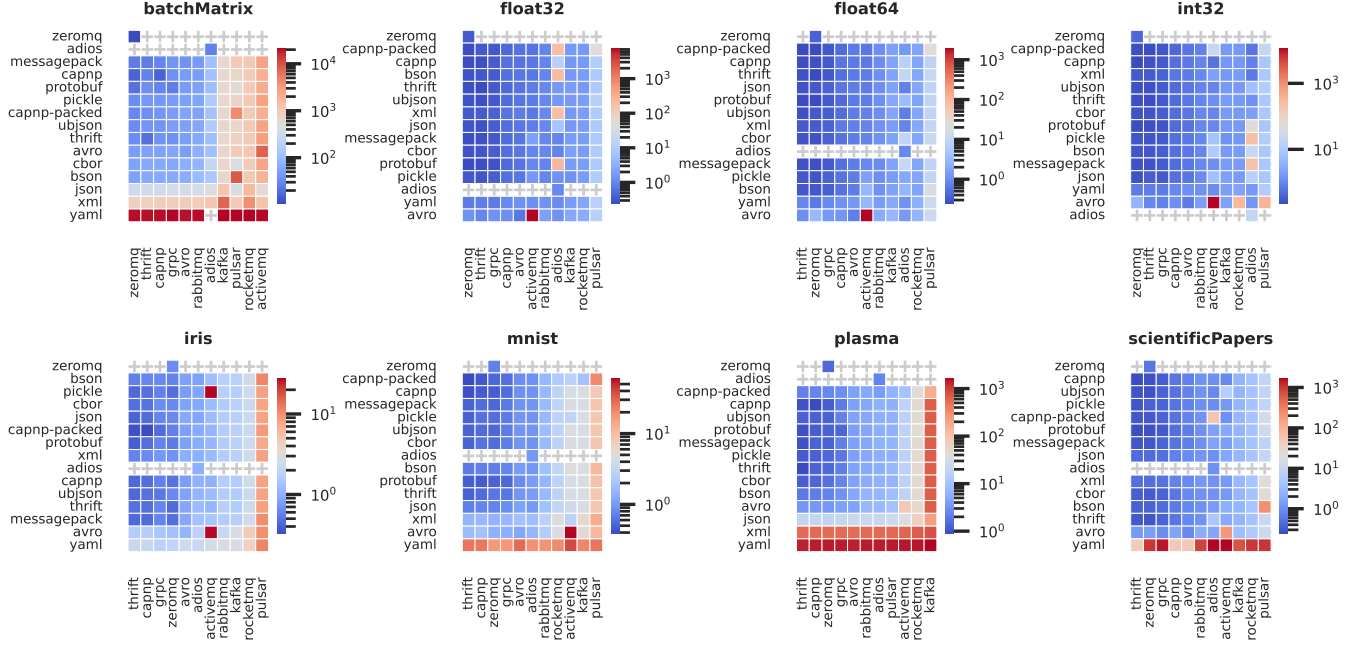 batchMatrix
zeromq
adios
messagepack
capnp
protobuf
pickle
capnp-packed
ubjson
thrift
avro
cbor
bson
json
xml
yaml
zeromq
thrift
capnp
grpc
avro
rabbitmq
adios
kafka
pulsar
rocketmq
activemq
10⁴
10³
10²
float32
zeromq
capnp-packed
capnp
bson
thrift
ubjson
xml
json
messagepack
cbor
protobuf
pickle
adios
yaml
avro
zeromq
thrift
grpc
capnp
avro
activemq
rabbitmq
adios
rocketmq
kafka
pulsar
10³
10²
10¹
10⁰
float64
zeromq
capnp-packed
capnp
thrift
json
protobuf
ubjson
xml
cbor
avro
messagepack
pickle
bson
yaml
avro
thrift
zeromq
grpc
capnp
avro
activemq
rabbitmq
kafka
adios
rocketmq
pulsar
10³
10²
10¹
10⁰
int32
zeromq
capnp-packed
capnp
xml
ubjson
thrift
cbor
protobuf
pickle
bson
messagepack
json
yaml
avro
adios
zeromq
thrift
grpc
capnp
avro
rabbitmq
activemq
kafka
rocketmq
adios
pulsar
10³
10¹
iris
zeromq
bson
pickle
cbor
json
capnp-packed
protobuf
xml
adios
capnp
ubjson
thrift
messagepack
avro
yaml
thrift
capnp
grpc
zeromq
avro
adios
activemq
rabbitmq
kafka
rocketmq
pulsar
10¹
10⁰
mnist
zeromq
capnp-packed
capnp
messagepack
pickle
ubjson
cbor
adios
bson
protobuf
thrift
json
xml
avro
yaml
thrift
capnp
zeromq
grpc
avro
adios
rabbitmq
rocketmq
activemq
kafka
pulsar
10¹
10⁰
plasma
zeromq
adios
capnp-packed
capnp
ubjson
protobuf
messagepack
pickle
thrift
cbor
bson
avro
json
xml
yaml
thrift
capnp
zeromq
grpc
avro
rabbitmq
adios
pulsar
activemq
rocketmq
kafka
10³
10²
10¹
10⁰
scientificPapers
zeromq
capnp
ubjson
pickle
capnp-packed
protobuf
messagepack
json
adios
xml
cbor
bson
thrift
avro
yaml
thrift
zeromq
grpc
capnp
avro
rabbitmq
adios
activemq
kafka
rocketmq
pulsar
10³
10²
10¹
10⁰